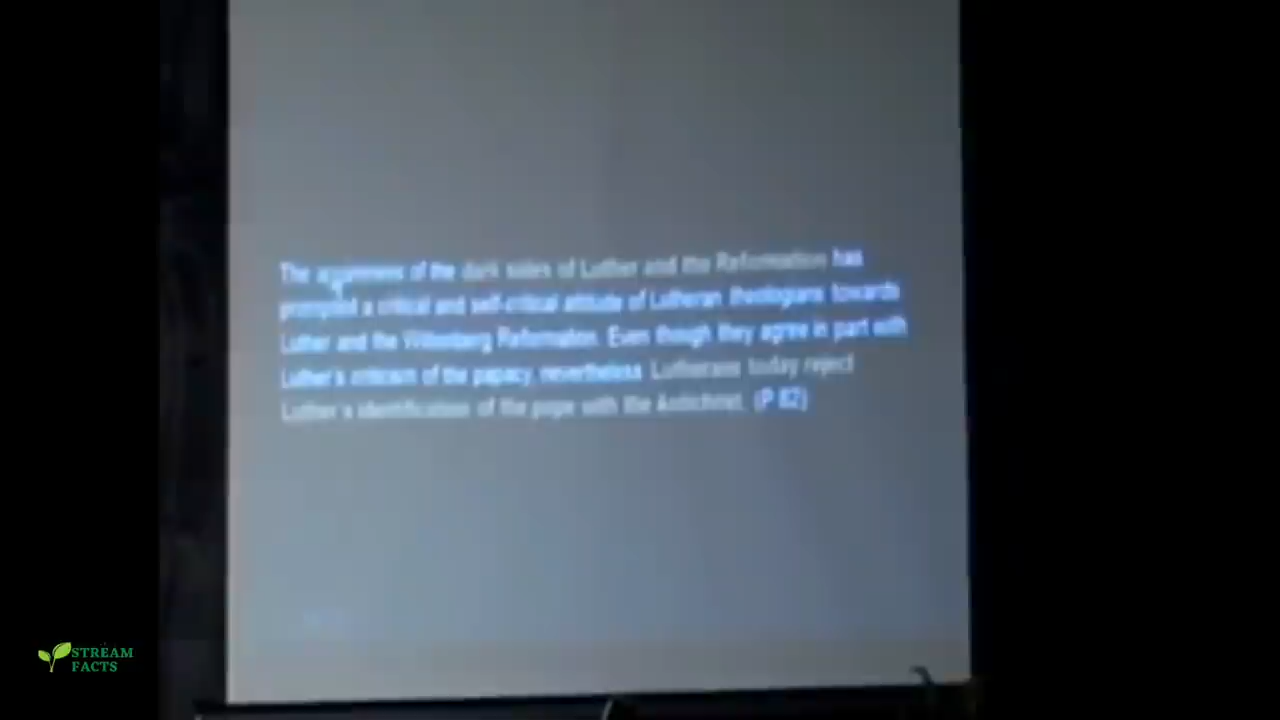 The awareness of the dark sides of Luther and the Reformation has
prompted a critical and self-critical attitude of Lutheran theologians towards
Luther and the Wittenberg Reformation. Even though they agree in part with
Luther's criticism of the papacy, nevertheless Lutherans today reject
Luther's identification of the pope with the Antichrist. (P 82)
STREAM
FACTS